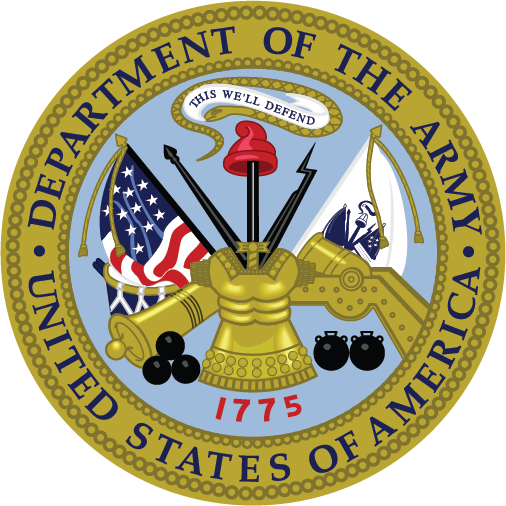 DEPARTMENT OF THE ARMY
THIS WE'LL DEFEND
1775
• UNITED STATES OF AMERICA •